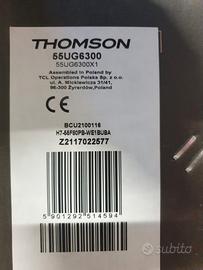 THOMSON
55UG6300
55UG6300X1
Assembled in Poland by
TCL Operations Polska Sp. z o.o.
ul. A. Mickiewicza 31/41,
96-300 Żyrardów, Poland
CE
BCU2100116
H7-55F60PB-WE1BUBA
Z2117022577
5 901292 514594
subito